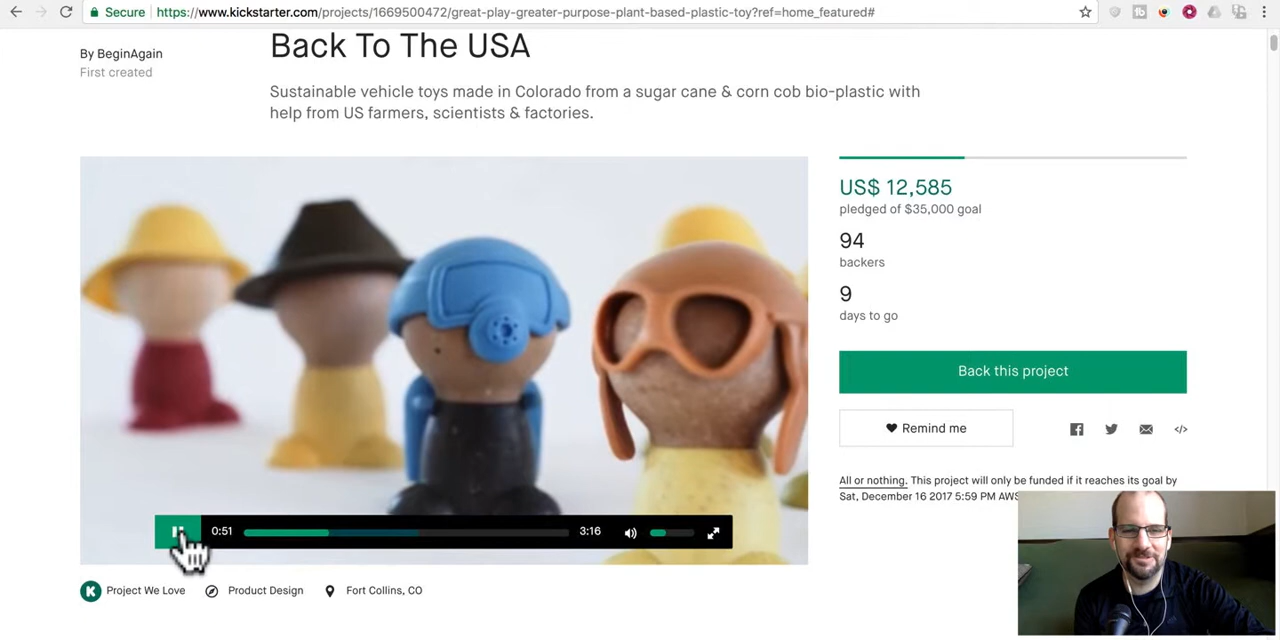 Secure https://www.kickstarter.com/projects/1669500472/great-play-greater-purpose-plant-based-plastic-toy?ref=home_featured#
By BeginAgain
First created
Back To The USA
Sustainable vehicle toys made in Colorado from a sugar cane & corn cob bio-plastic with
help from US farmers, scientists & factories.
US$ 12,585
pledged of $35,000 goal
94
backers
9
days to go
Back this project
Remind me
All or nothing. This project will only be funded if it reaches its goal by
Sat, December 16 2017 5:59 PM AWS
0:51
3:16
Project We Love
Product Design
Fort Collins, CO